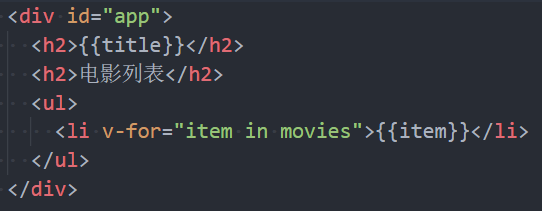 <div id="app">
  <h2>{{title}}</h2>
  <h2>电影列表</h2>
  <ul>
    <li v-for="item in movies">{{item}}</li>
  </ul>
</div>